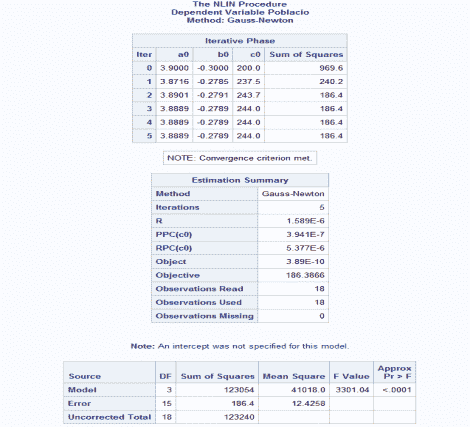 The NLIN Procedure
Dependent Variable Poblacio
Method: Gauss-Newton
Iterative Phase
Iter a0 b0 c0 Sum of Squares
0 3.9000 -0.3000 200.0 969.6
1 3.8716 -0.2785 237.5 240.2
2 3.8901 -0.2791 243.7 186.4
3 3.8889 -0.2789 244.0 186.4
4 3.8889 -0.2789 244.0 186.4
5 3.8889 -0.2789 244.0 186.4
NOTE: Convergence criterion met.
Estimation Summary
Method Gauss-Newton
Iterations 5
R 1.589E-6
PPC(c0) 3.941E-7
RPC(c0) 5.377E-6
Object 3.89E-10
Objective 186.3866
Observations Read 18
Observations Used 18
Observations Missing 0
Note: An intercept was not specified for this model.
Source DF Sum of Squares Mean Square F Value Approx Pr > F
Model 3 123054 41018.0 3301.04 <.0001
Error 15 186.4 12.4258
Uncorrected Total 18 123240